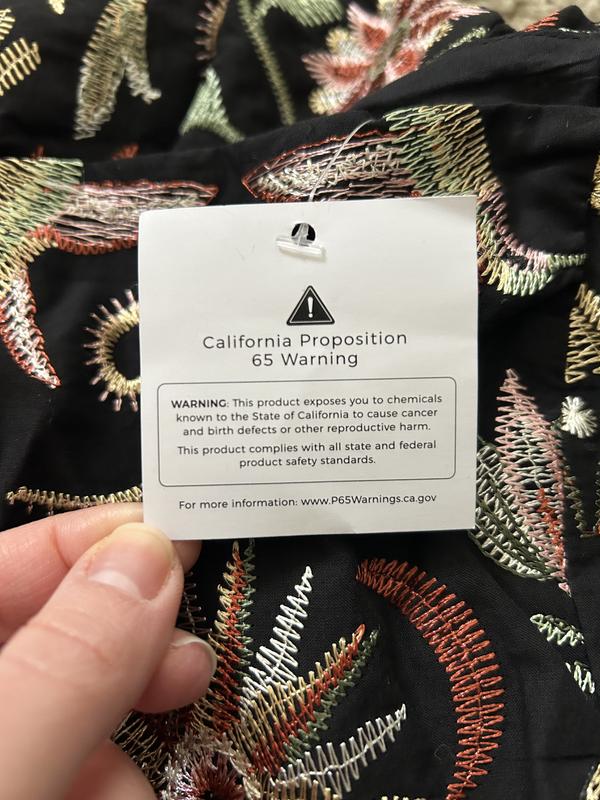 California Proposition
65 Warning
WARNING: This product exposes you to chemicals
known to the State of California to cause cancer
and birth defects or other reproductive harm.
This product complies with all state and federal
product safety standards.
For more information: www.P65Warnings.ca.gov